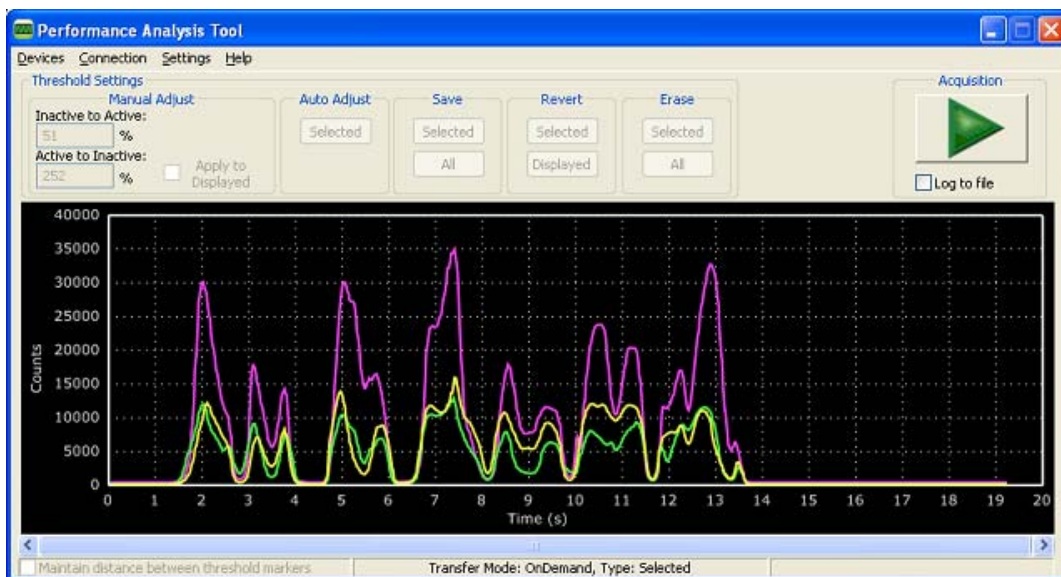 Performance Analysis Tool
Devices Connection Settings Help
Threshold Settings
Manual Adjust
Inactive to Active:
51 %
Active to Inactive:
252 %
Apply to
Displayed
Auto Adjust
Selected
Save
Selected
All
Revert
Selected
Displayed
Erase
Selected
All
Acquisition
Log to file
40000
35000
30000
25000
20000
15000
10000
5000
0
Counts
0 1 2 3 4 5 6 7 8 9 10 11 12 13 14 15 16 17 18 19 20
Time (s)
Maintain distance between threshold markers
Transfer Mode: OnDemand, Type: Selected